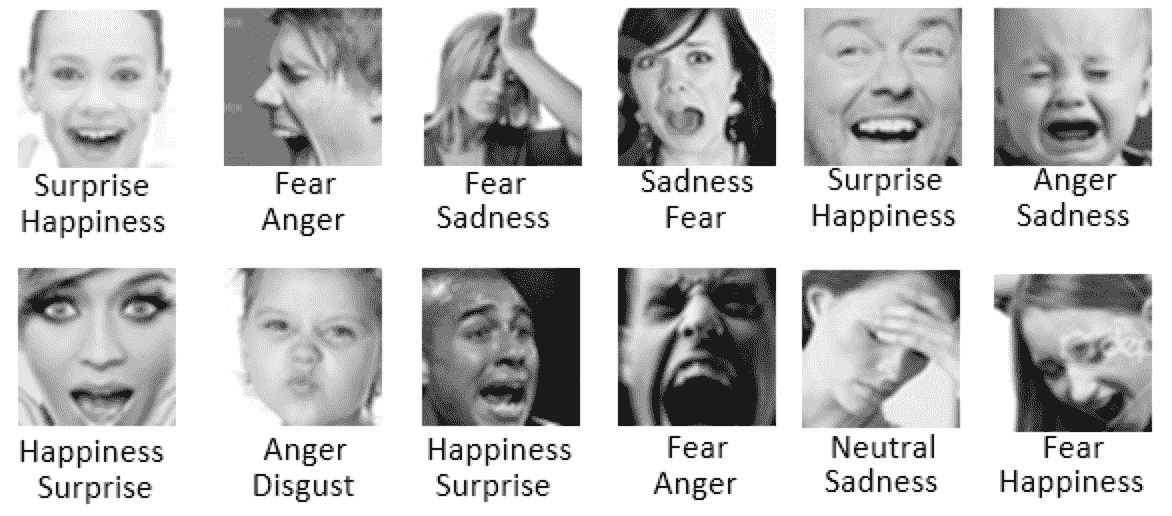 Surprise
Happiness
Fear
Anger
Fear
Sadness
Sadness
Fear
Surprise
Happiness
Anger
Sadness
Happiness
Surprise
Anger
Disgust
Happiness
Surprise
Fear
Anger
Neutral
Sadness
Fear
Happiness